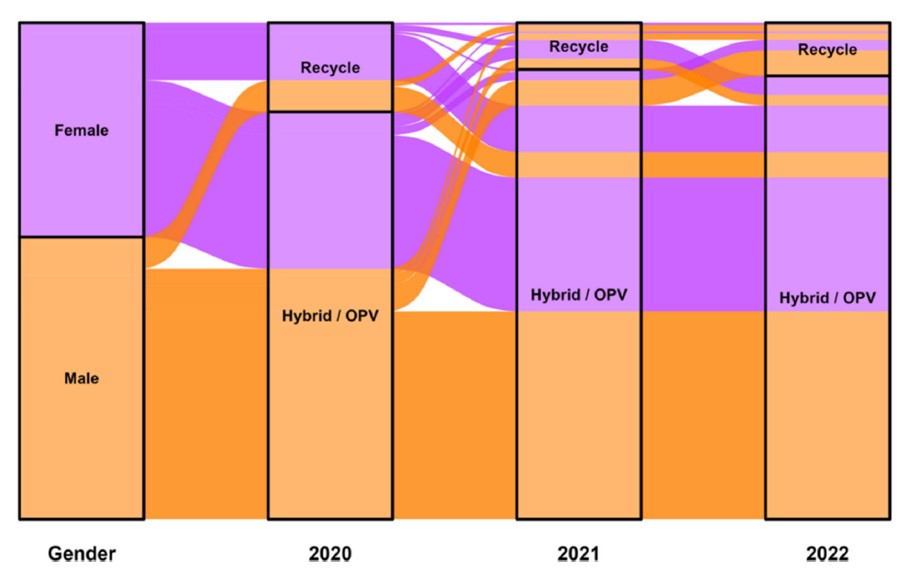 Female
Male
Recycle
Hybrid / OPV
Recycle
Hybrid / OPV
Recycle
Hybrid / OPV
Gender 2020 2021 2022